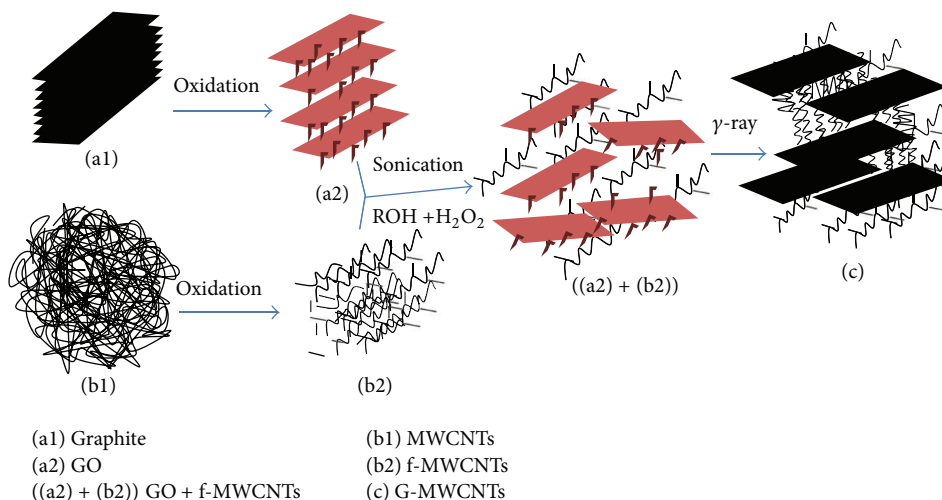 Oxidation
(a1)
(a2)
Sonication
ROH +H₂O₂
γ-ray
((a2) + (b2))
(c)
Oxidation
(b1)
(b2)
(a1) Graphite
(a2) GO
((a2) + (b2)) GO + f-MWCNTs
(b1) MWCNTs
(b2) f-MWCNTs
(c) G-MWCNTs